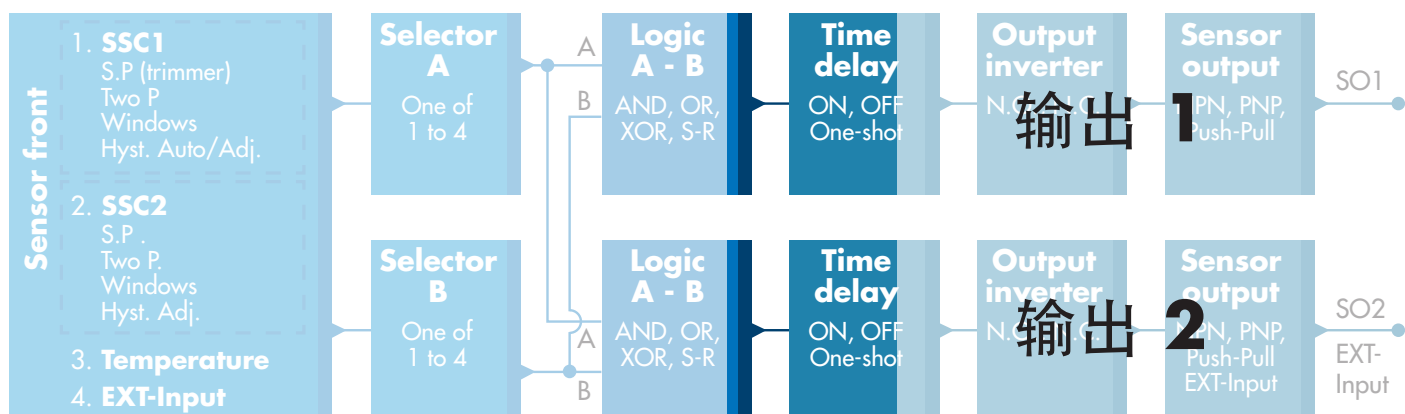 Sensor front
1. SSC1
S.P (trimmer)
Two P
Windows
Hyst. Auto/Adj.
2. SSC2
S.P .
Two P.
Windows
Hyst. Adj.
3. Temperature
4. EXT-Input
Selector
A
One of
1 to 4
A
B
Logic
A - B
AND, OR,
XOR, S-R
Time
delay
ON, OFF
One-shot
Output
inverter
输出 1
Sensor
output
NPN, PNP,
Push-Pull
SO1
Selector
B
One of
1 to 4
A
B
Logic
A - B
AND, OR,
XOR, S-R
Time
delay
ON, OFF
One-shot
Output
inverter
输出 2
Sensor
output
NPN, PNP,
Push-Pull
EXT-Input
SO2
EXT-
Input